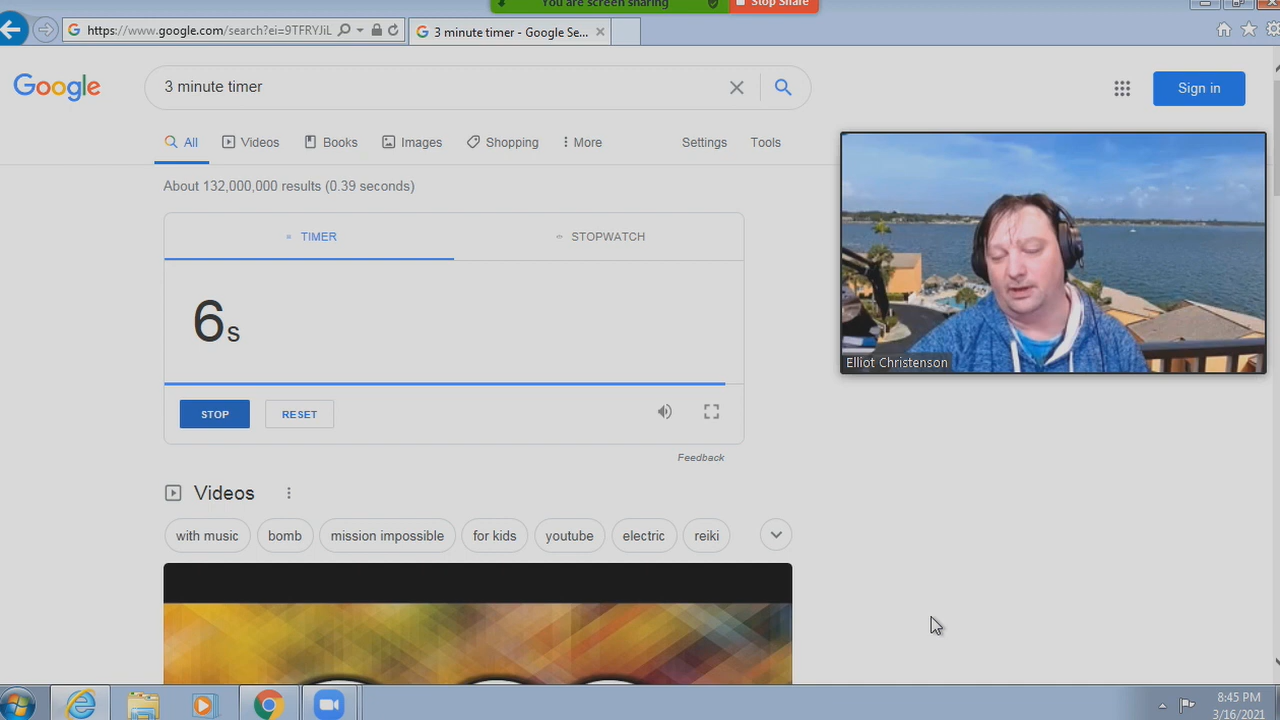 You are screen sharing
Stop Share
https://www.google.com/search?ei=9TFRYJiL
3 minute timer - Google Se...
Google
3 minute timer
Sign in
All
Videos
Books
Images
Shopping
More
Settings
Tools
About 132,000,000 results (0.39 seconds)
TIMER
STOPWATCH
6s
STOP
RESET
Feedback
Videos
with music
bomb
mission impossible
for kids
youtube
electric
reiki
Elliot Christenson
8:45 PM
3/16/2021